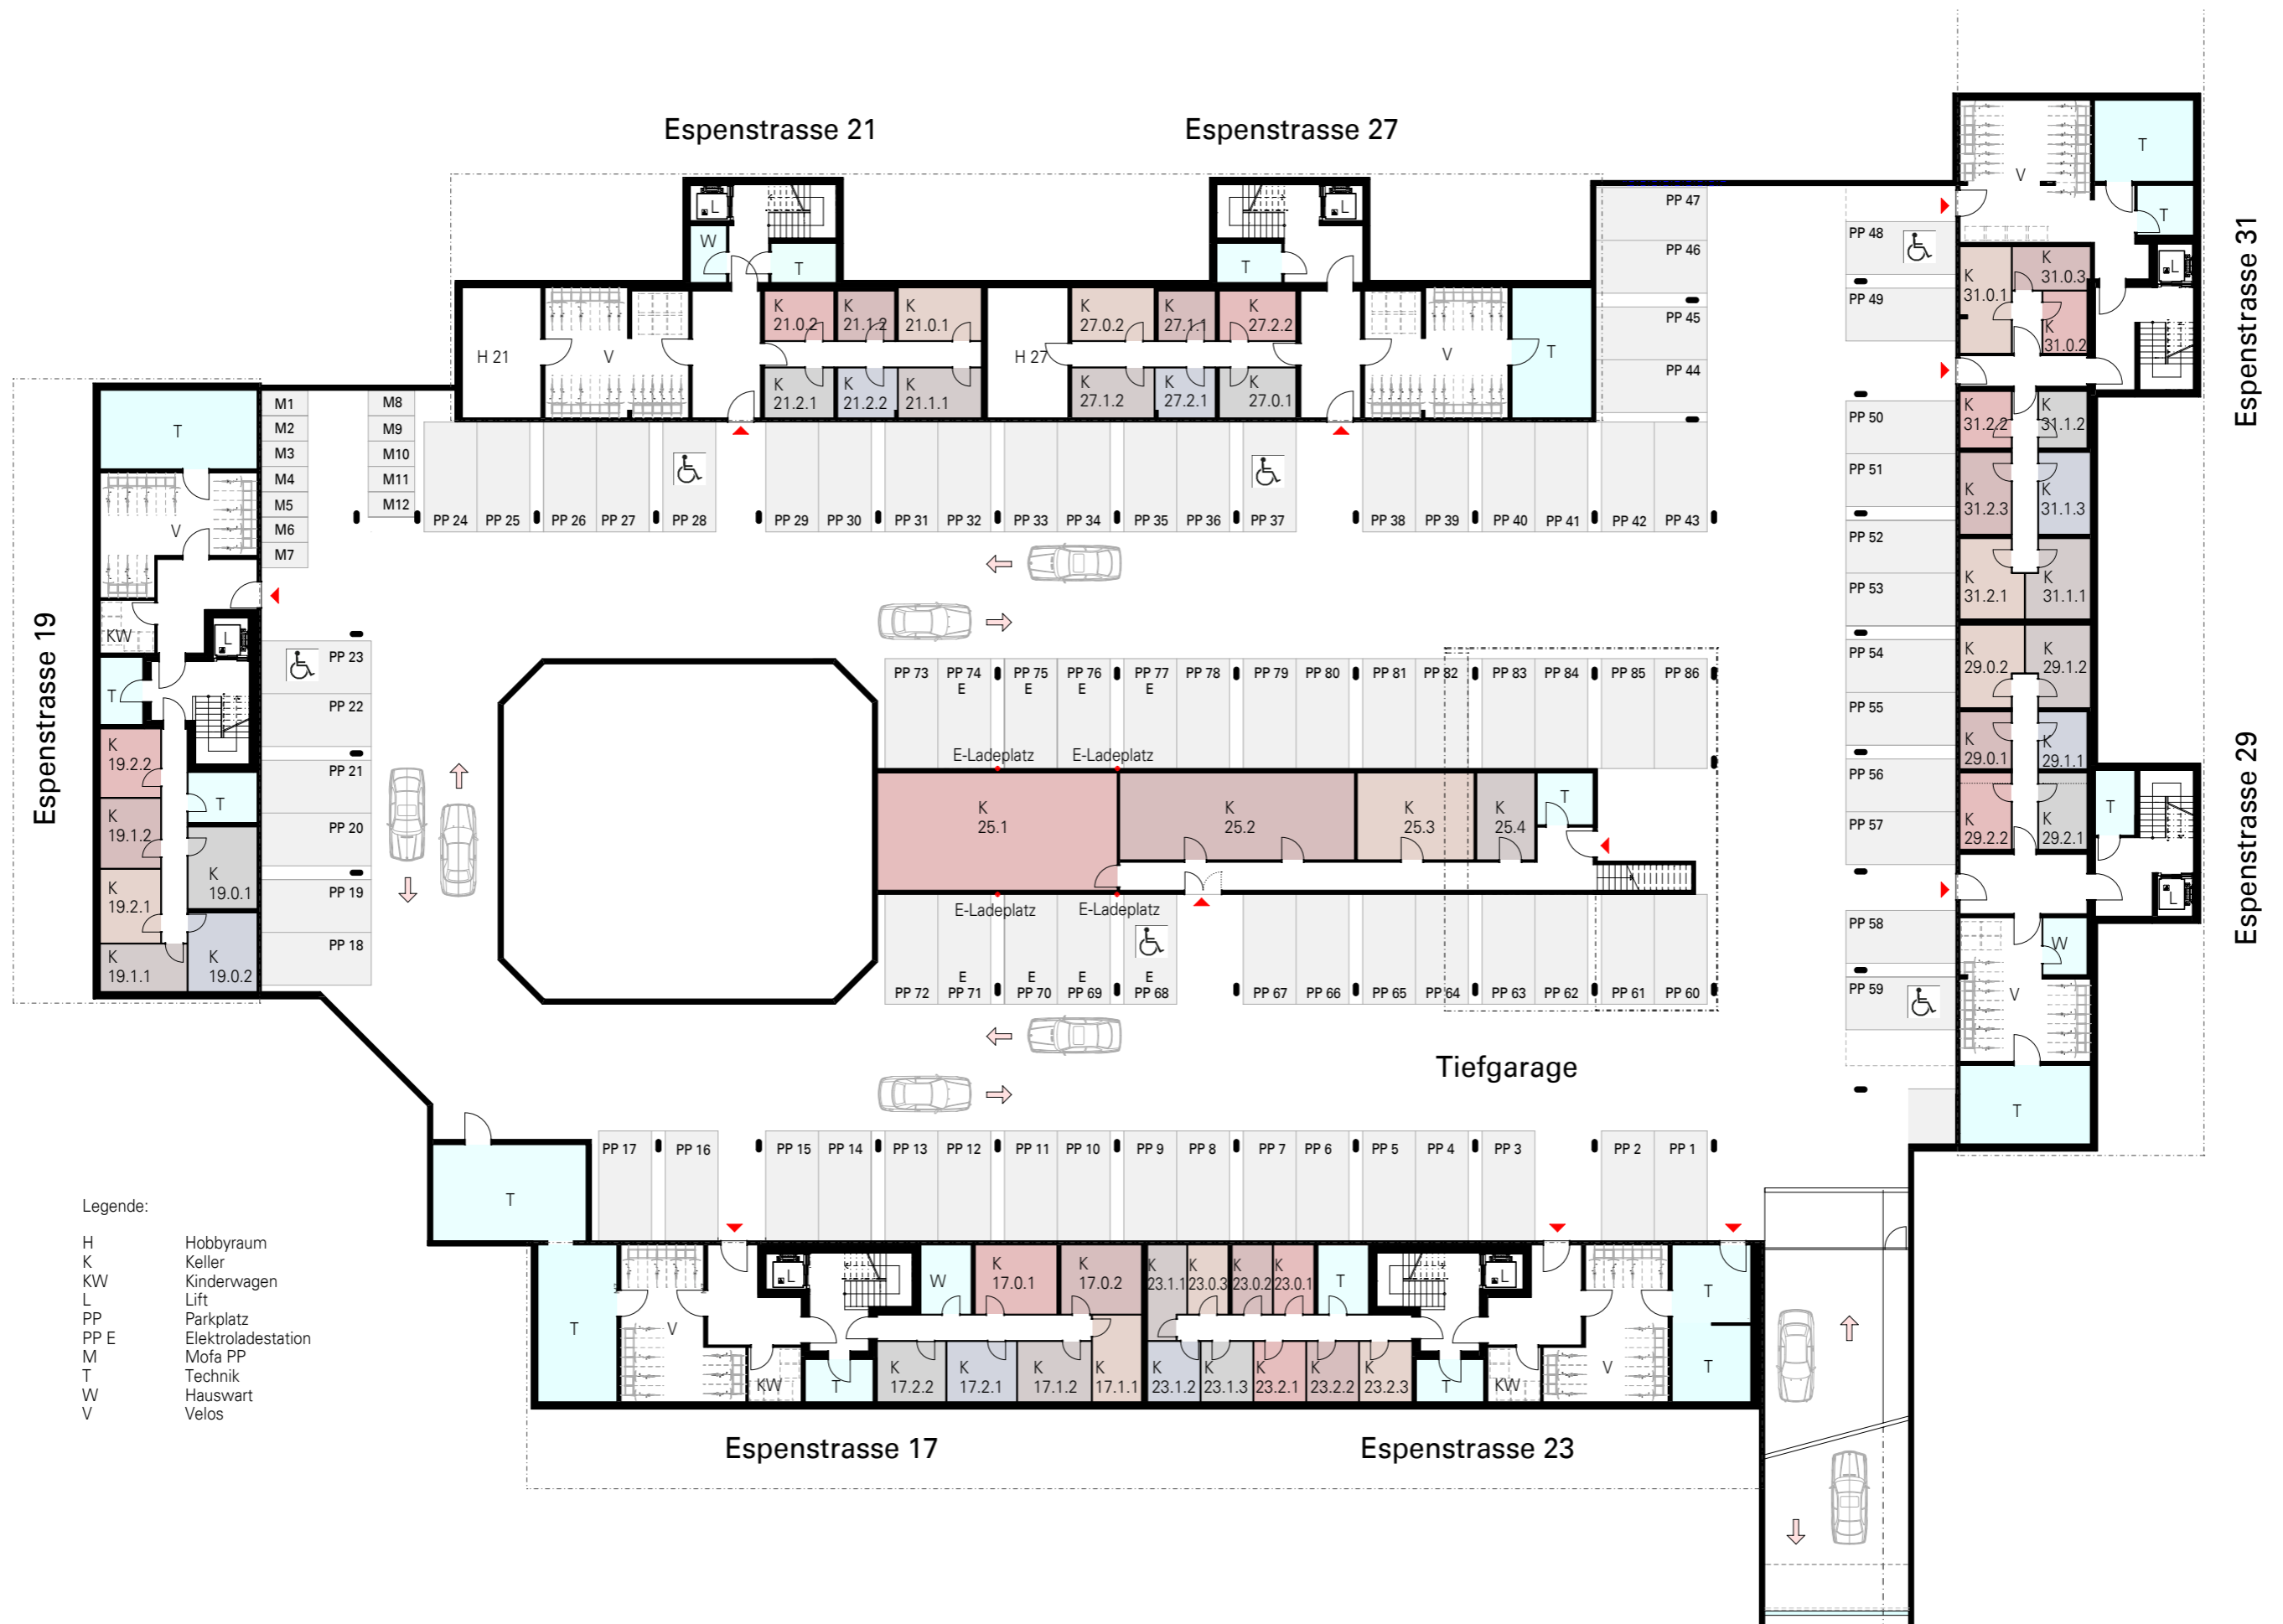 Espenstrasse 21
Espenstrasse 27
Espenstrasse 31
Espenstrasse 29
Espenstrasse 19
L
W
T
H 21
V
K
21.0.2
K
21.1.2
K
21.0.1
K
21.2.1
K
21.2.2
K
21.1.1
L
T
H 27
K
27.0.2
K
27.1.1
K
27.2.2
K
27.1.2
K
27.2.1
K
27.0.1
V
T
PP 47
PP 46
PP 45
PP 44
PP 48
PP 49
PP 50
PP 51
PP 52
PP 53
PP 54
PP 55
PP 56
PP 57
PP 58
PP 59
V
T
T
L
K
31.0.1
K
31.0.3
K
31.0.2
K
31.2.2
K
31.1.2
K
31.2.3
K
31.1.3
K
31.2.1
K
31.1.1
K
29.0.2
K
29.1.2
K
29.0.1
K
29.1.1
K
29.2.2
K
29.2.1
T
L
W
V
T
T
V
KW
L
T
K
19.2.2
T
K
19.1.2
K
19.0.1
K
19.2.1
K
19.1.1
K
19.0.2
M1
M2
M3
M4
M5
M6
M7
M8
M9
M10
M11
M12
PP 24
PP 25
PP 26
PP 27
PP 28
PP 29
PP 30
PP 31
PP 32
PP 33
PP 34
PP 35
PP 36
PP 37
PP 38
PP 39
PP 40
PP 41
PP 42
PP 43
PP 23
PP 22
PP 21
PP 20
PP 19
PP 18
PP 73
PP 74
E
PP 75
E
PP 76
E
PP 77
E
PP 78
PP 79
PP 80
PP 81
PP 82
PP 83
PP 84
PP 85
PP 86
E-Ladeplatz
E-Ladeplatz
K
25.1
K
25.2
K
25.3
K
25.4
T
E-Ladeplatz
E-Ladeplatz
PP 72
E
PP 71
E
PP 70
E
PP 69
E
PP 68
PP 67
PP 66
PP 65
PP 64
PP 63
PP 62
PP 61
PP 60
Tiefgarage
PP 17
PP 16
PP 15
PP 14
PP 13
PP 12
PP 11
PP 10
PP 9
PP 8
PP 7
PP 6
PP 5
PP 4
PP 3
PP 2
PP 1
T
T
V
L
KW
T
W
K
17.0.1
K
17.0.2
K
17.2.2
K
17.2.1
K
17.1.2
K
17.1.1
K
23.1.1
K
23.0.3
K
23.0.2
K
23.0.1
T
K
23.1.2
K
23.1.3
K
23.2.1
K
23.2.2
K
23.2.3
T
L
KW
V
T
T
Espenstrasse 17
Espenstrasse 23
Legende:
H Hobbyraum
K Keller
KW Kinderwagen
L Lift
PP Parkplatz
PP E Elektroladestation
M Mofa PP
T Technik
W Hauswart
V Velos